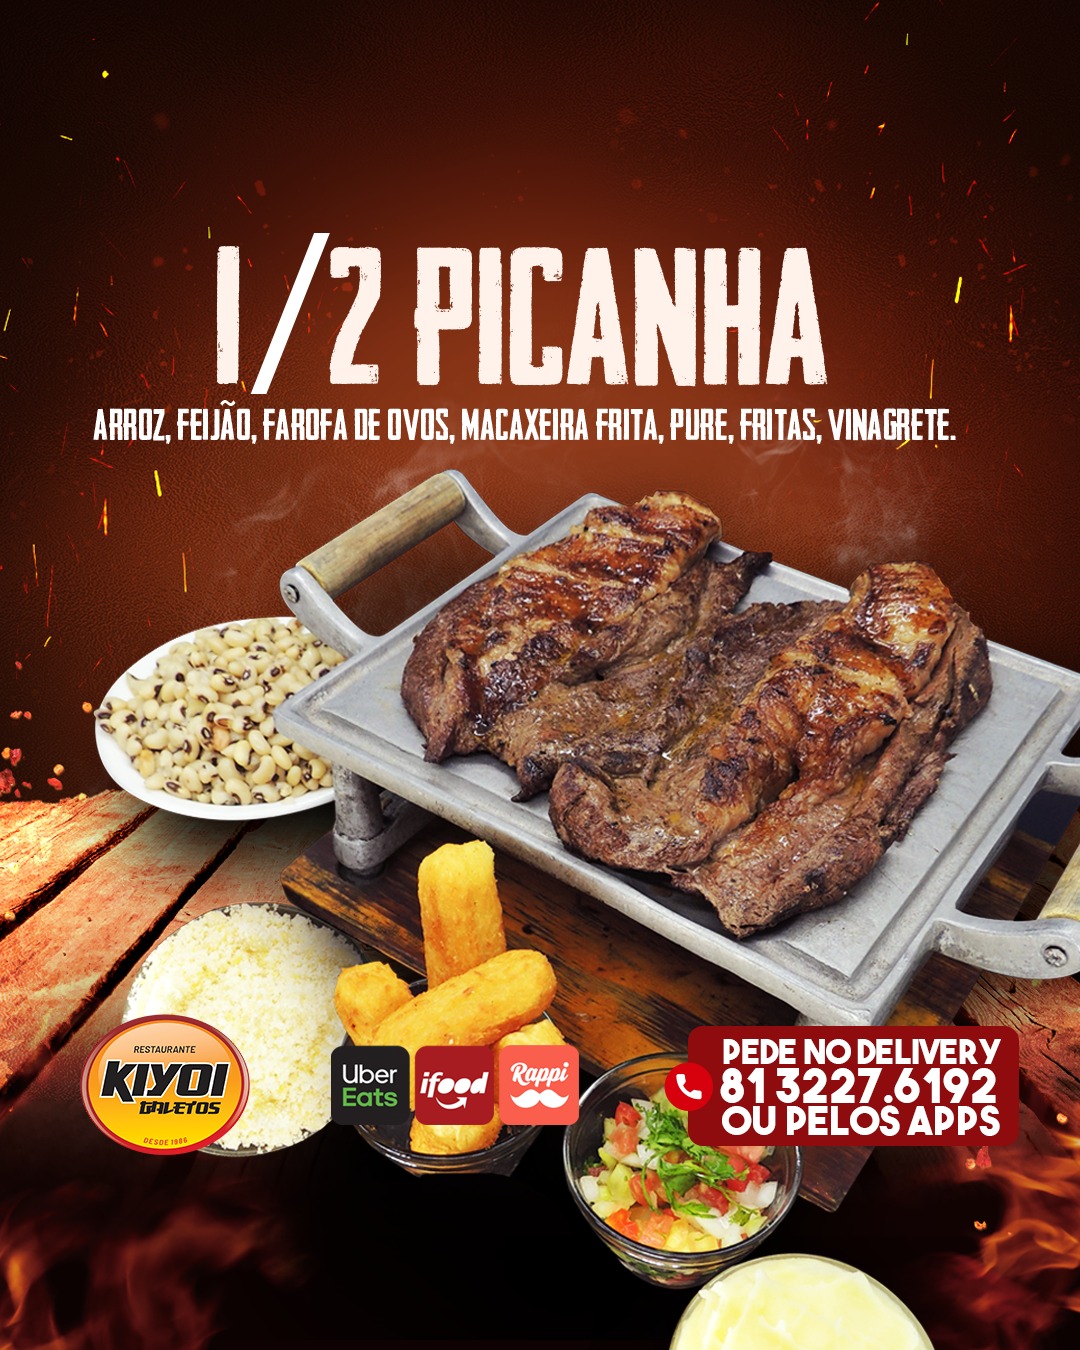 1/2 PICANHA
ARROZ, FEIJÃO, FAROFA DE OVOS, MACAXEIRA FRITA, PURE, FRITAS, VINAGRETE.
RESTAURANTE
KIYOI
GALETOS
DESDE 1986
Uber
Eats
ifood
Rappi
PEDE NO DELIVERY
81 3227.6192
OU PELOS APPS